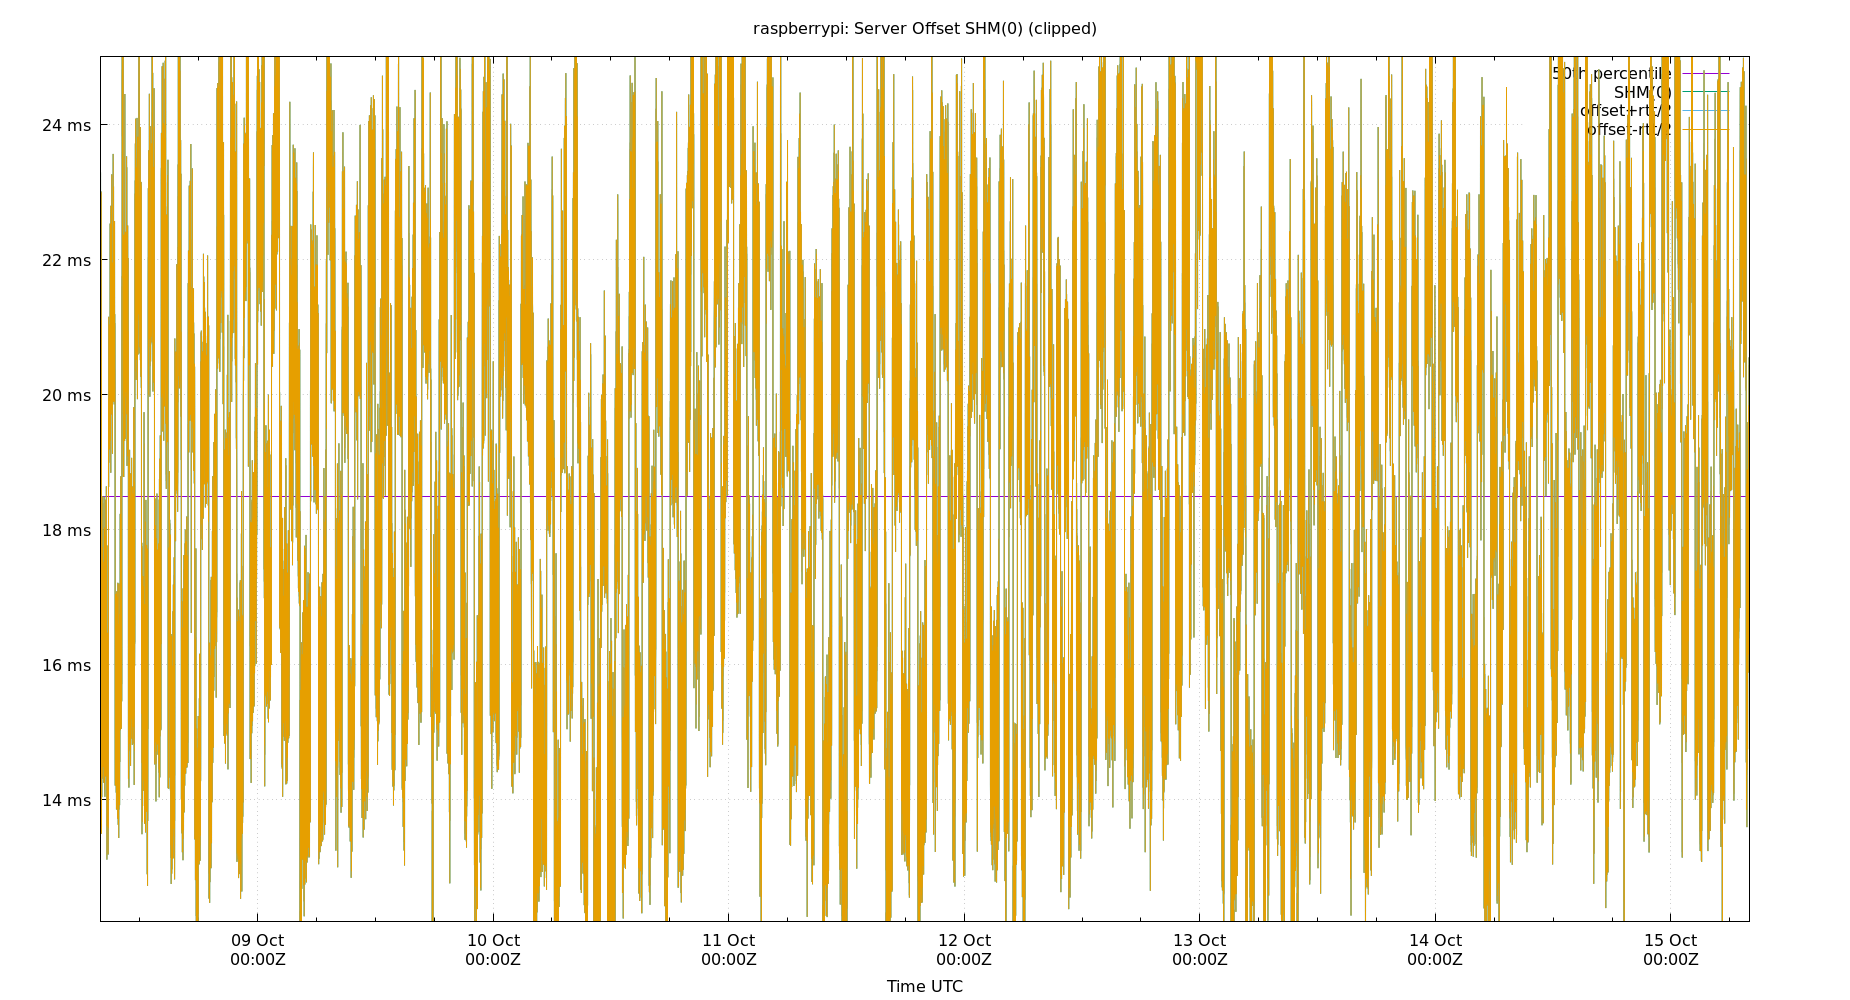 raspberrypi: Server Offset SHM(0) (clipped)
50th percentile
SHM(0)
offset+rtt/2
offset-rtt/2
24 ms
22 ms
20 ms
18 ms
16 ms
14 ms
09 Oct
00:00Z
10 Oct
00:00Z
11 Oct
00:00Z
12 Oct
00:00Z
13 Oct
00:00Z
14 Oct
00:00Z
15 Oct
00:00Z
Time UTC